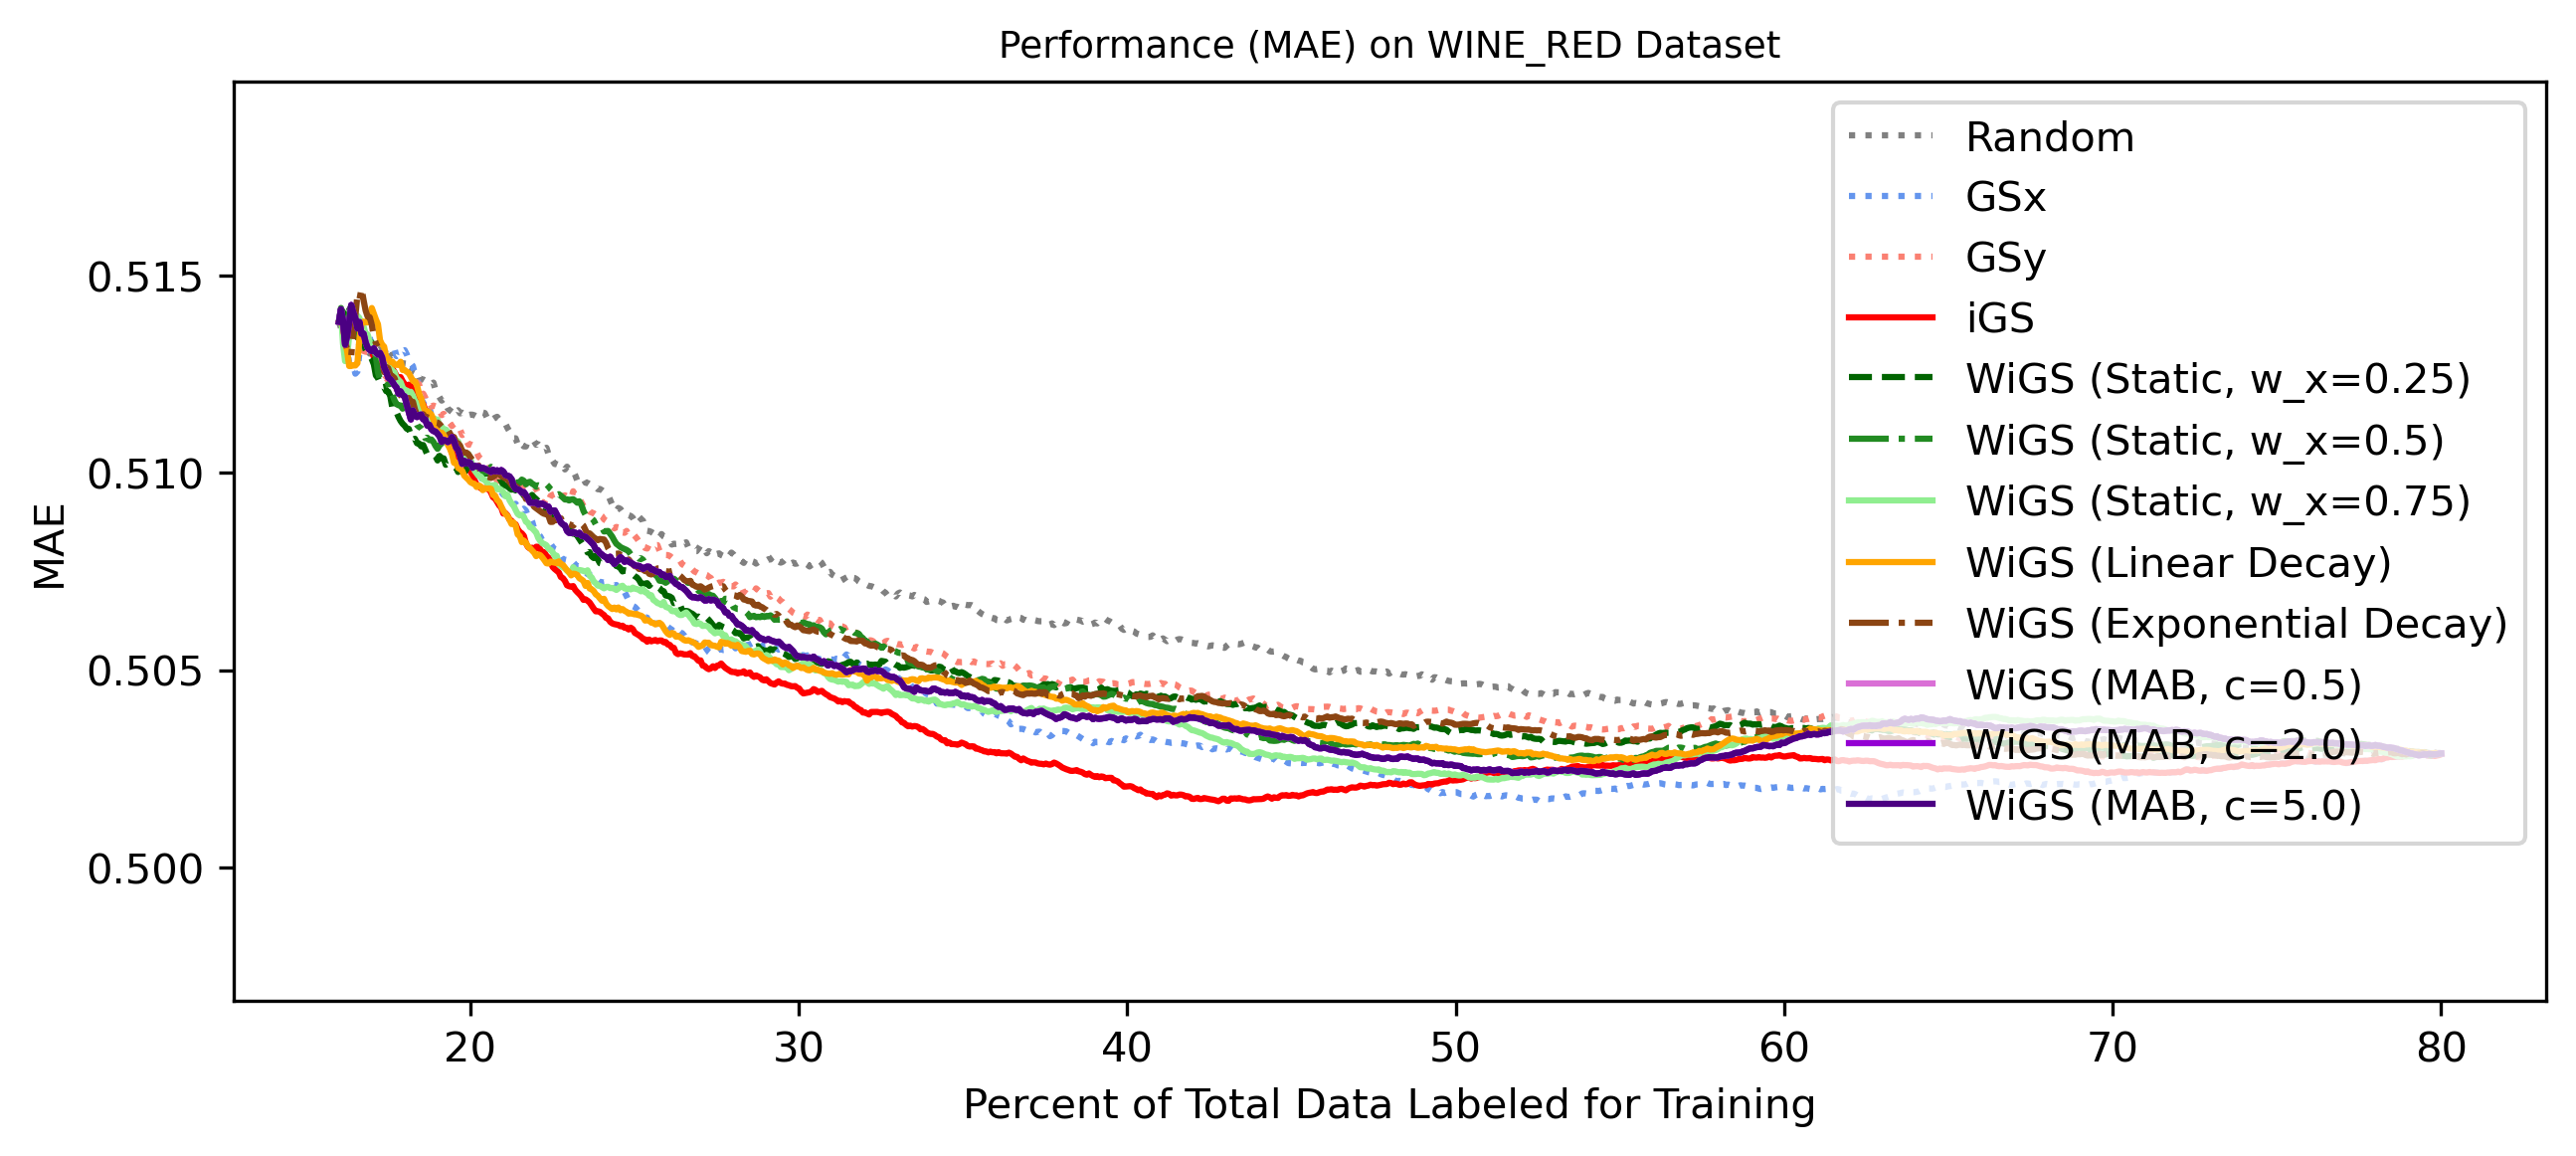 Performance (MAE) on WINE_RED Dataset
Random
GSx
GSy
iGS
WiGS (Static, w_x=0.25)
WiGS (Static, w_x=0.5)
WiGS (Static, w_x=0.75)
WiGS (Linear Decay)
WiGS (Exponential Decay)
WiGS (MAB, c=0.5)
WiGS (MAB, c=2.0)
WiGS (MAB, c=5.0)
0.515
0.510
0.505
0.500
MAE
20 30 40 50 60 70 80
Percent of Total Data Labeled for Training